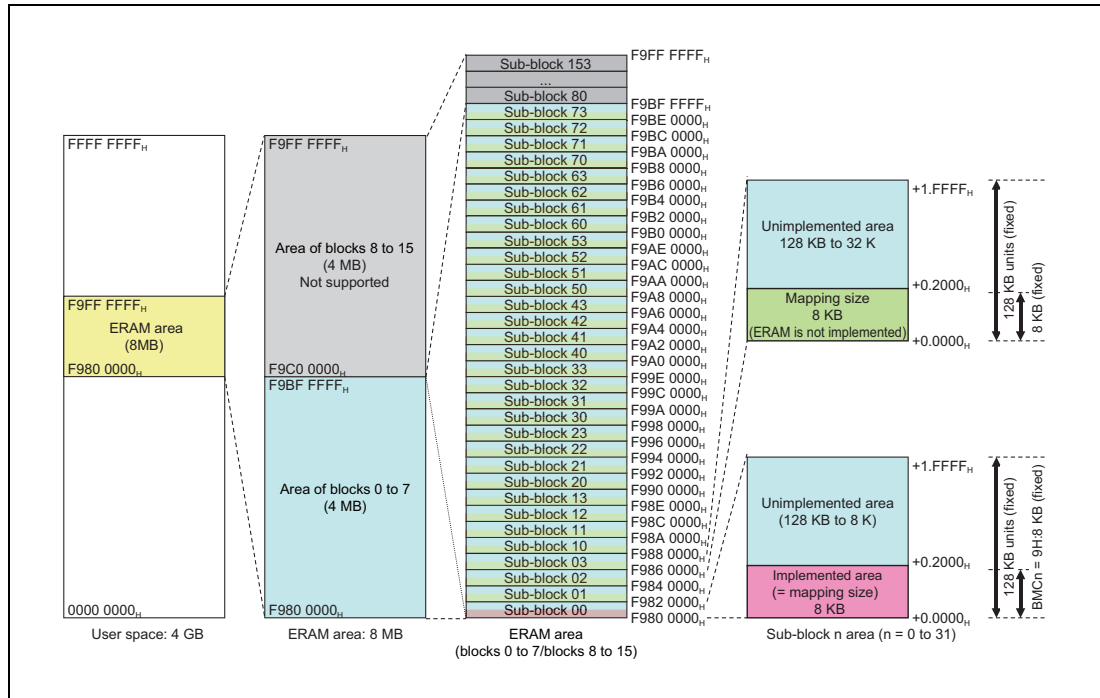 FFFF FFFFH
F9FF FFFFH
ERAM area
(8MB)
F980 0000H
0000 0000H
User space: 4 GB
F9FF FFFFH
Area of blocks 8 to 15
(4 MB)
Not supported
F9C0 0000H
F9BF FFFFH
Area of blocks 0 to 7
(4 MB)
F980 0000H
ERAM area: 8 MB
F9FF FFFFH
Sub-block 153
...
Sub-block 80
F9BF FFFFH
Sub-block 73
F9BE 0000H
Sub-block 72
F9BC 0000H
Sub-block 71
F9BA 0000H
Sub-block 70
F9B8 0000H
Sub-block 63
F9B6 0000H
Sub-block 62
F9B4 0000H
Sub-block 61
F9B2 0000H
Sub-block 60
F9B0 0000H
Sub-block 53
F9AE 0000H
Sub-block 52
F9AC 0000H
Sub-block 51
F9AA 0000H
Sub-block 50
F9A8 0000H
Sub-block 43
F9A6 0000H
Sub-block 42
F9A4 0000H
Sub-block 41
F9A2 0000H
Sub-block 40
F9A0 0000H
Sub-block 33
F99E 0000H
Sub-block 32
F99C 0000H
Sub-block 31
F99A 0000H
Sub-block 30
F998 0000H
Sub-block 23
F996 0000H
Sub-block 22
F994 0000H
Sub-block 21
F992 0000H
Sub-block 20
F990 0000H
Sub-block 13
F98E 0000H
Sub-block 12
F98C 0000H
Sub-block 11
F98A 0000H
Sub-block 10
F988 0000H
Sub-block 03
F986 0000H
Sub-block 02
F984 0000H
Sub-block 01
F982 0000H
Sub-block 00
F980 0000H
ERAM area
(blocks 0 to 7/blocks 8 to 15)
+1.FFFFH
Unimplemented area
128 KB to 32 K
+0.2000H
Mapping size
8 KB
(ERAM is not implemented)
+0.0000H
128 KB units (fixed)
8 KB (fixed)
+1.FFFFH
Unimplemented area
(128 KB to 8 K)
+0.2000H
Implemented area
(= mapping size)
8 KB
+0.0000H
128 KB units (fixed)
BMCn = 9H:8 KB (fixed)
Sub-block n area (n = 0 to 31)